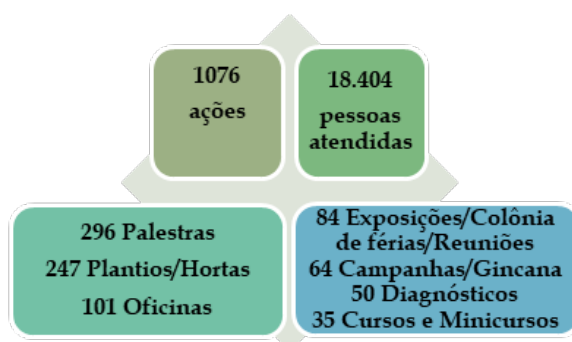 1076
ações
18.404
pessoas
atendidas
296 Palestras
247 Plantios/Hortas
101 Oficinas
84 Exposições/Colônia
de férias/Reuniões
64 Campanhas/Gincana
50 Diagnósticos
35 Cursos e Minicursos